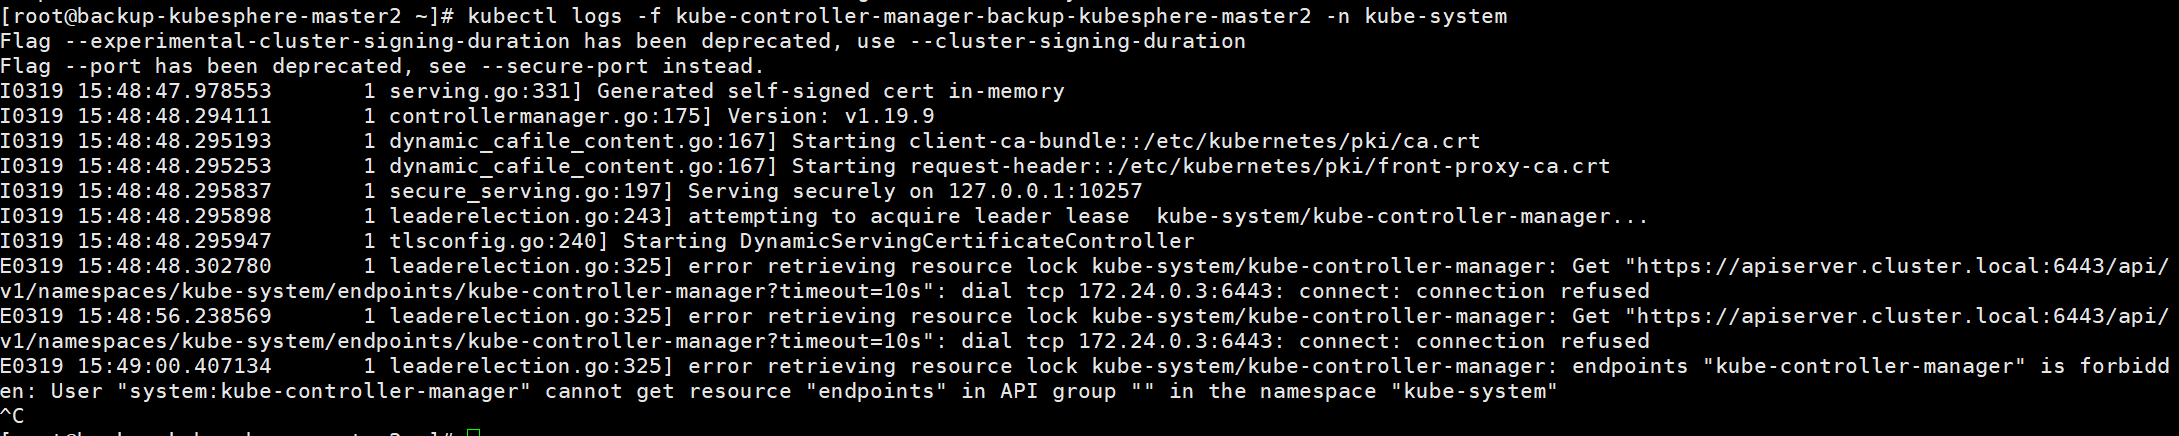 [root@backup-kubesphere-master2 ~]# kubectl logs -f kube-controller-manager-backup-kubesphere-master2 -n kube-system
Flag --experimental-cluster-signing-duration has been deprecated, use --cluster-signing-duration
Flag --port has been deprecated, see --secure-port instead.
I0319 15:48:47.978553       1 serving.go:331] Generated self-signed cert in-memory
I0319 15:48:48.294111       1 controllermanager.go:175] Version: v1.19.9
I0319 15:48:48.295193       1 dynamic_cafile_content.go:167] Starting client-ca-bundle::/etc/kubernetes/pki/ca.crt
I0319 15:48:48.295253       1 dynamic_cafile_content.go:167] Starting request-header::/etc/kubernetes/pki/front-proxy-ca.crt
I0319 15:48:48.295837       1 secure_serving.go:197] Serving securely on 127.0.0.1:10257
I0319 15:48:48.295898       1 leaderelection.go:243] attempting to acquire leader lease  kube-system/kube-controller-manager...
I0319 15:48:48.295947       1 tlsconfig.go:240] Starting DynamicServingCertificateController
E0319 15:48:48.302780       1 leaderelection.go:325] error retrieving resource lock kube-system/kube-controller-manager: Get "https://apiserver.cluster.local:6443/api/
v1/namespaces/kube-system/endpoints/kube-controller-manager?timeout=10s": dial tcp 172.24.0.3:6443: connect: connection refused
E0319 15:48:56.238569       1 leaderelection.go:325] error retrieving resource lock kube-system/kube-controller-manager: Get "https://apiserver.cluster.local:6443/api/
v1/namespaces/kube-system/endpoints/kube-controller-manager?timeout=10s": dial tcp 172.24.0.3:6443: connect: connection refused
E0319 15:49:00.407134       1 leaderelection.go:325] error retrieving resource lock kube-system/kube-controller-manager: endpoints "kube-controller-manager" is forbidd
en: User "system:kube-controller-manager" cannot get resource "endpoints" in API group "" in the namespace "kube-system"
^C